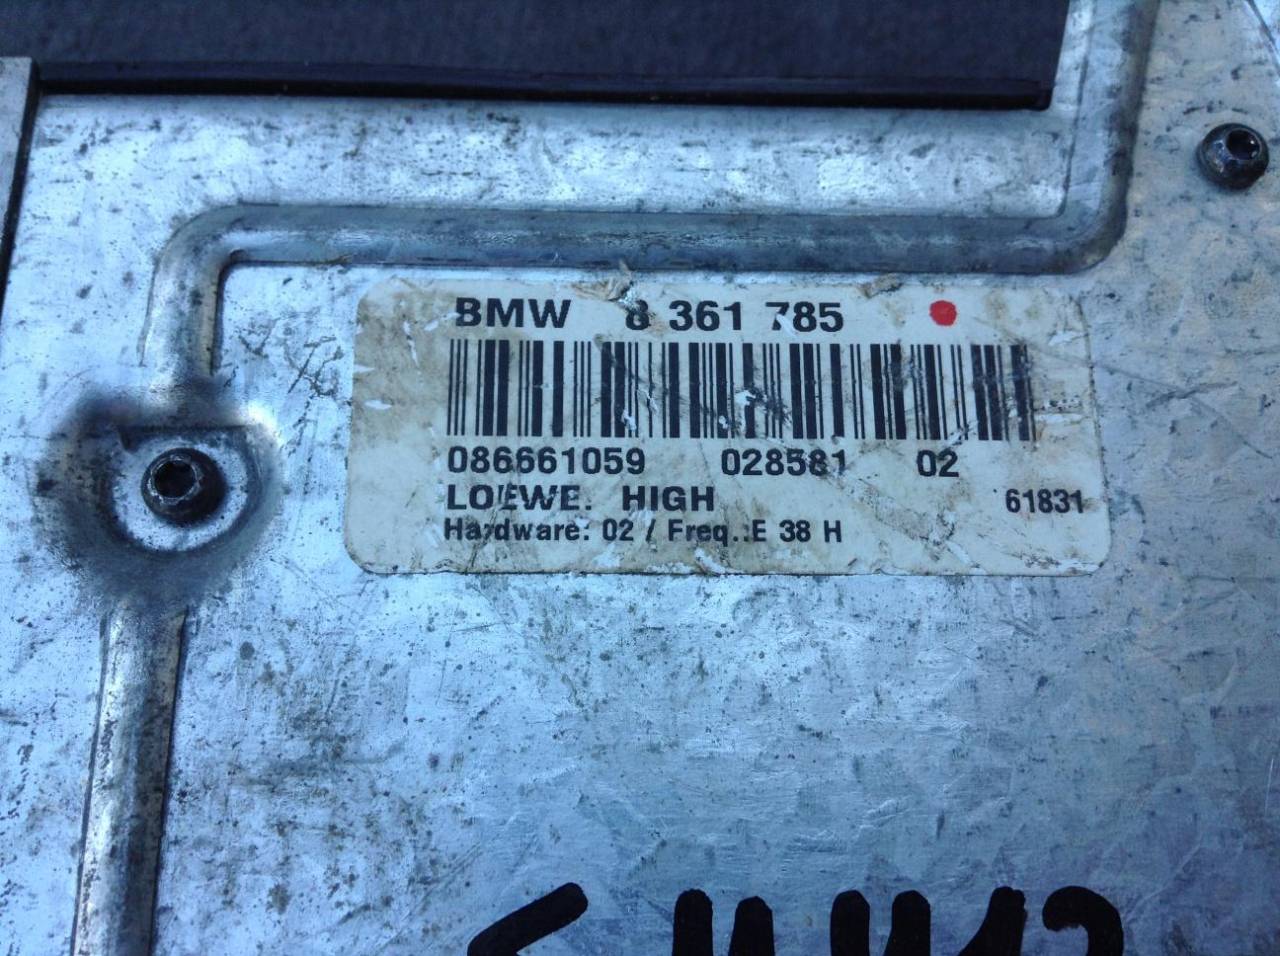 BMW 8 361 785
086661059 028581 02
LOEWE. HIGH 61831
Hardware: 02 / Freq.:E 38 H